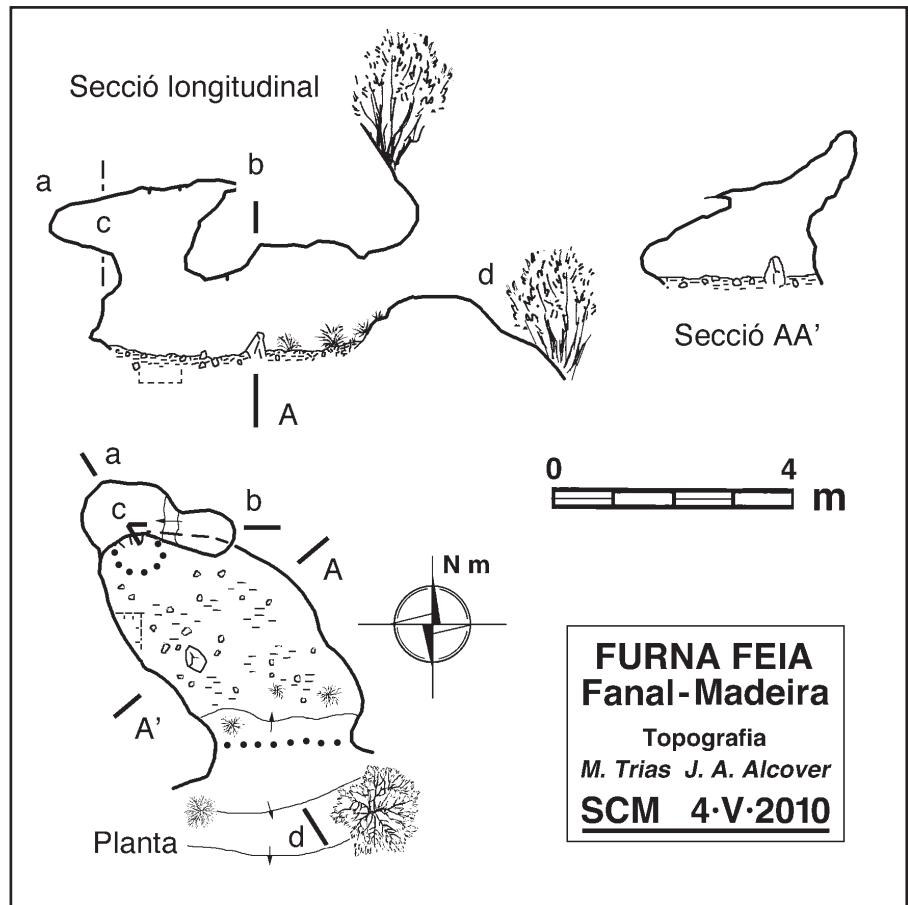 Secció longitudinal
a
b
c
d
A
Secció AA’
a
b
c
A
A’
d
Planta
0 4
m
N m
FURNA FEIA
Fanal-Madeira
Topografia
M. Trias J. A. Alcover
SCM 4·V·2010